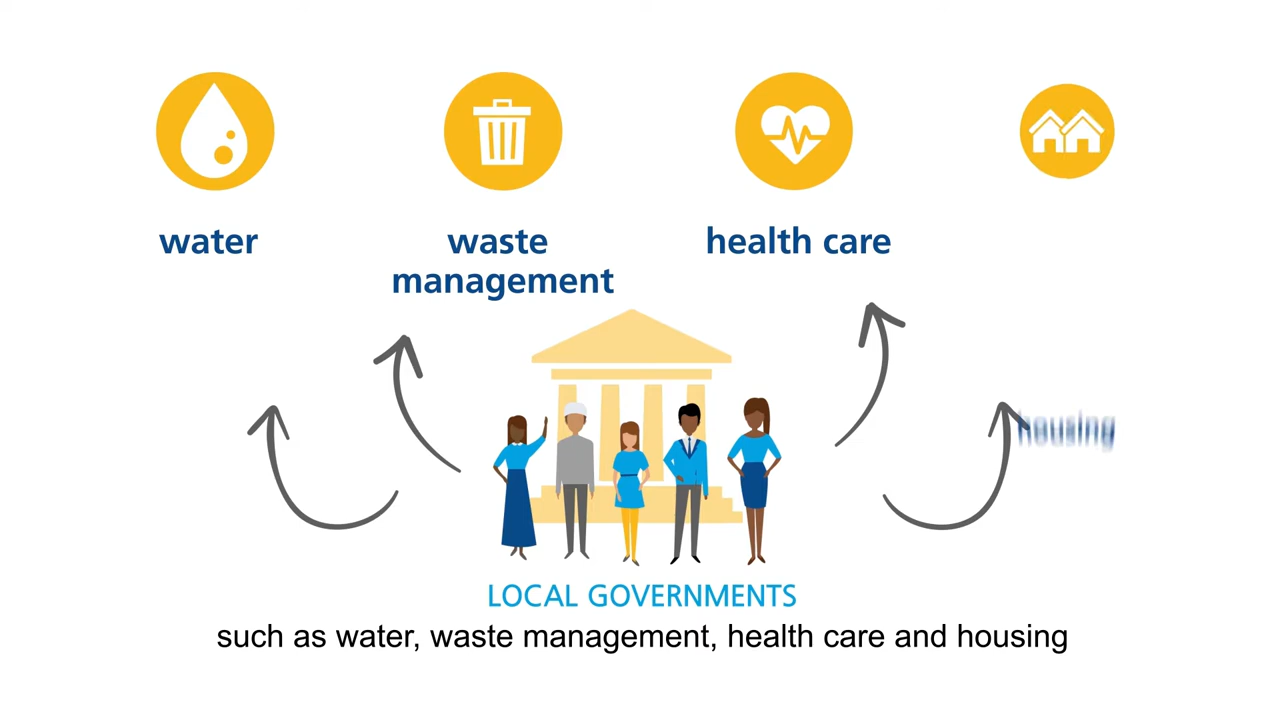 water
waste
management
health care
housing
LOCAL GOVERNMENTS
such as water, waste management, health care and housing